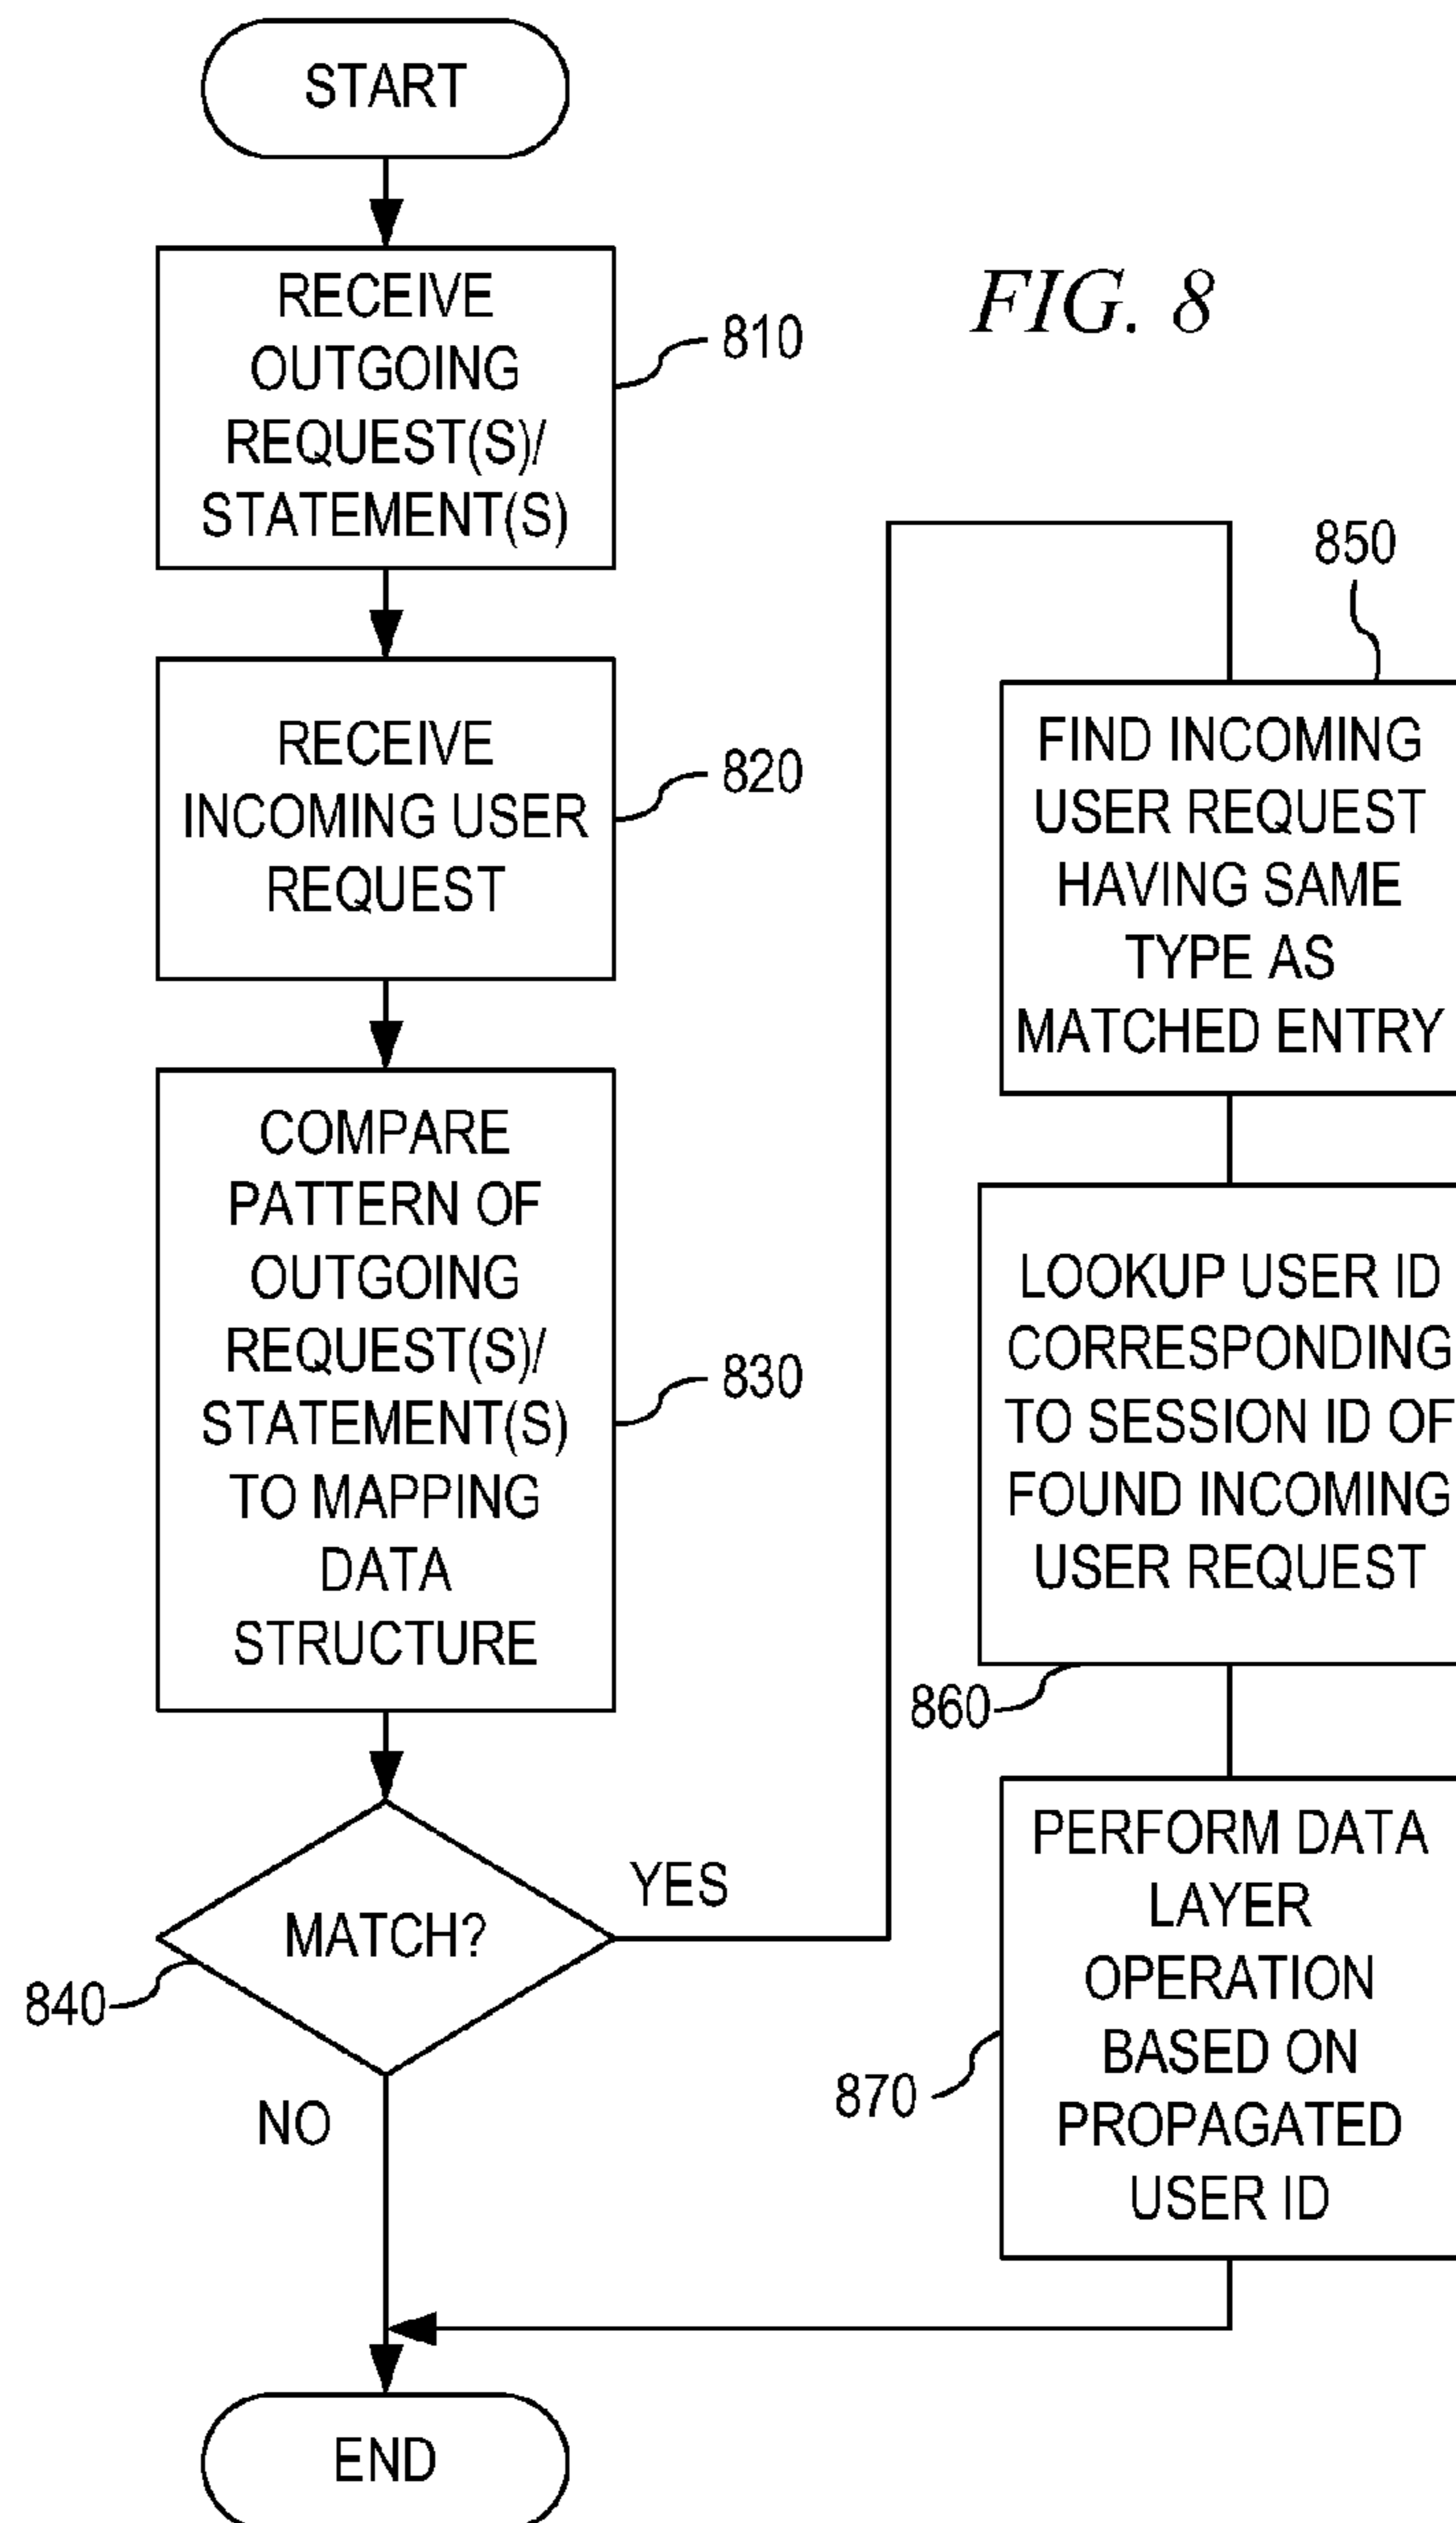 START
RECEIVE
OUTGOING
REQUEST(S)/
STATEMENT(S)
810
FIG. 8
RECEIVE
INCOMING USER
REQUEST
820
COMPARE
PATTERN OF
OUTGOING
REQUEST(S)/
STATEMENT(S)
TO MAPPING
DATA
STRUCTURE
830
MATCH?
840
YES
NO
850
FIND INCOMING
USER REQUEST
HAVING SAME
TYPE AS
MATCHED ENTRY
LOOKUP USER ID
CORRESPONDING
TO SESSION ID OF
FOUND INCOMING
USER REQUEST
860
PERFORM DATA
LAYER
OPERATION
BASED ON
PROPAGATED
USER ID
870
END